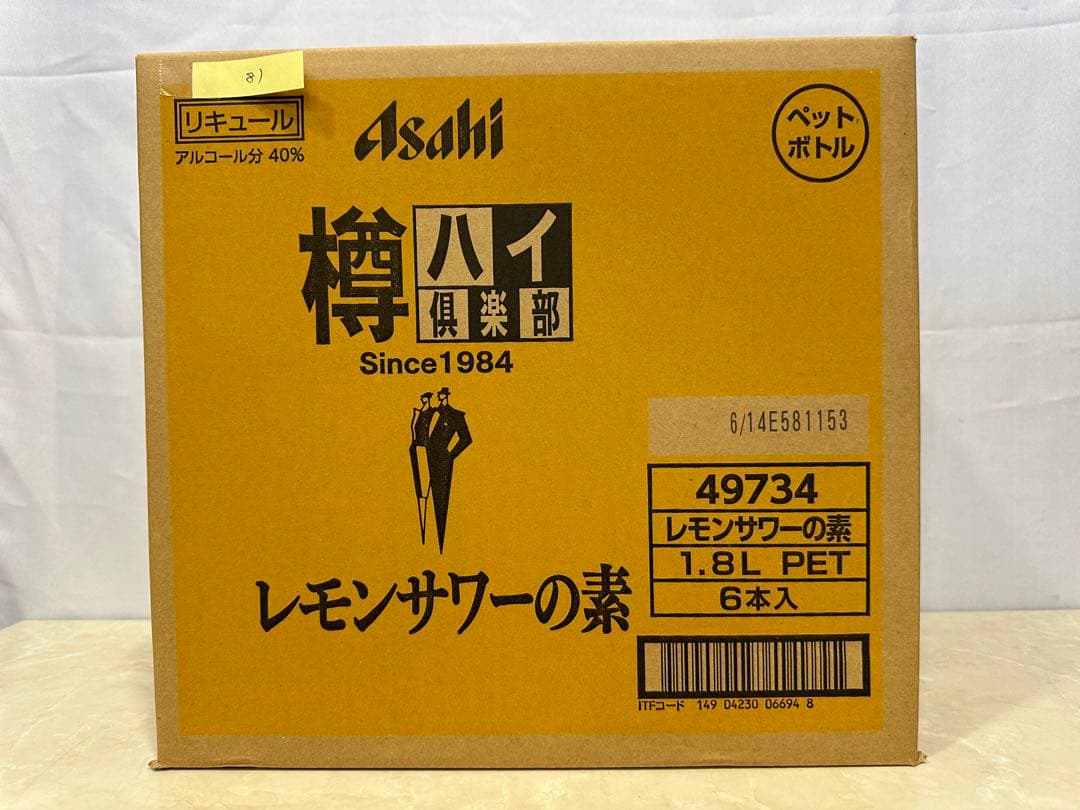 8)
リキュール
アルコール分 40%
Asahi
ペット
ボトル
樽ハイ
倶楽部
Since1984
6/14E581153
49734
レモンサワーの素
1.8L PET
6本入
レモンサワーの素
ITFコード 149 04230 06694 8